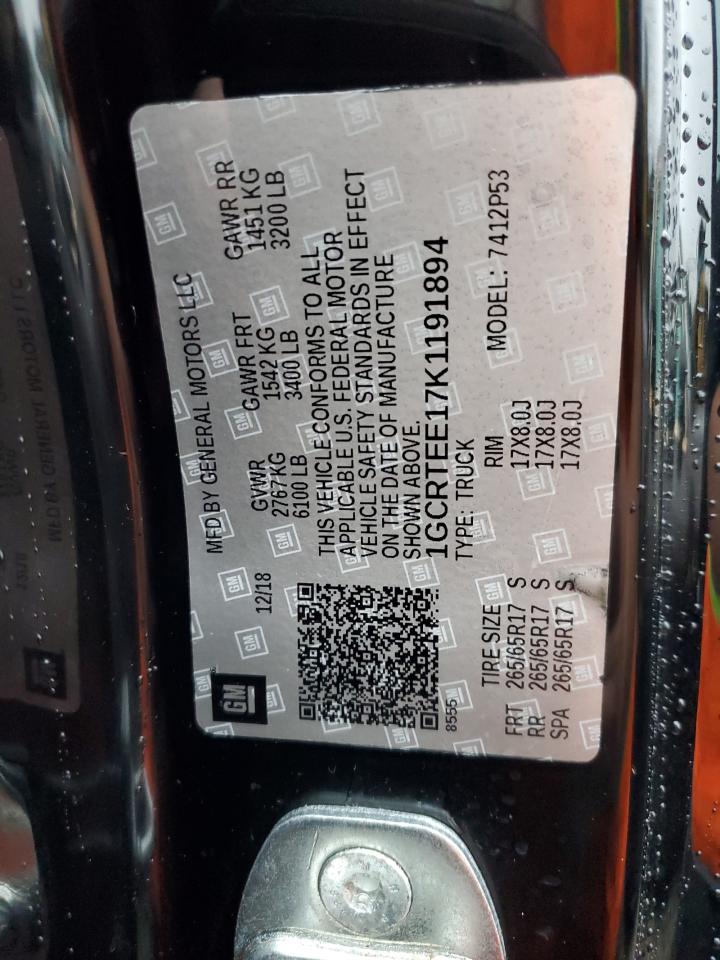 GM
MFD BY GENERAL MOTORS LLC
12/18
GVWR GAWR FRT GAWR RR
2767 KG 1542 KG 1451 KG
6100 LB 3400 LB 3200 LB
THIS VEHICLE CONFORMS TO ALL
APPLICABLE U.S. FEDERAL MOTOR
VEHICLE SAFETY STANDARDS IN EFFECT
ON THE DATE OF MANUFACTURE
SHOWN ABOVE.
1GCRTEE17K1191894
8555
TYPE: TRUCK MODEL: 7412P53
TIRE SIZE RIM
FRT 265/65R17 S 17X8.0J
RR 265/65R17 S 17X8.0J
SPA 265/65R17 S 17X8.0J